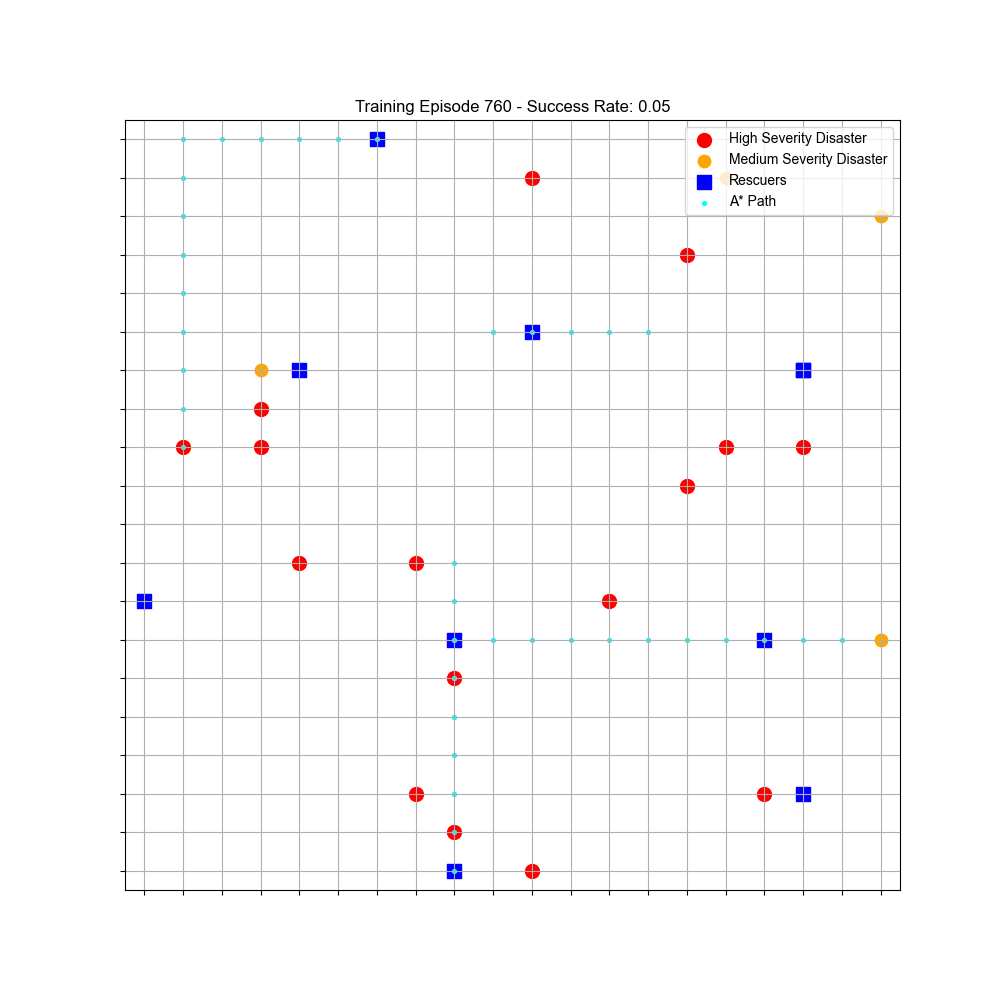 Training Episode 760 - Success Rate: 0.05
High Severity Disaster
Medium Severity Disaster
Rescuers
A* Path